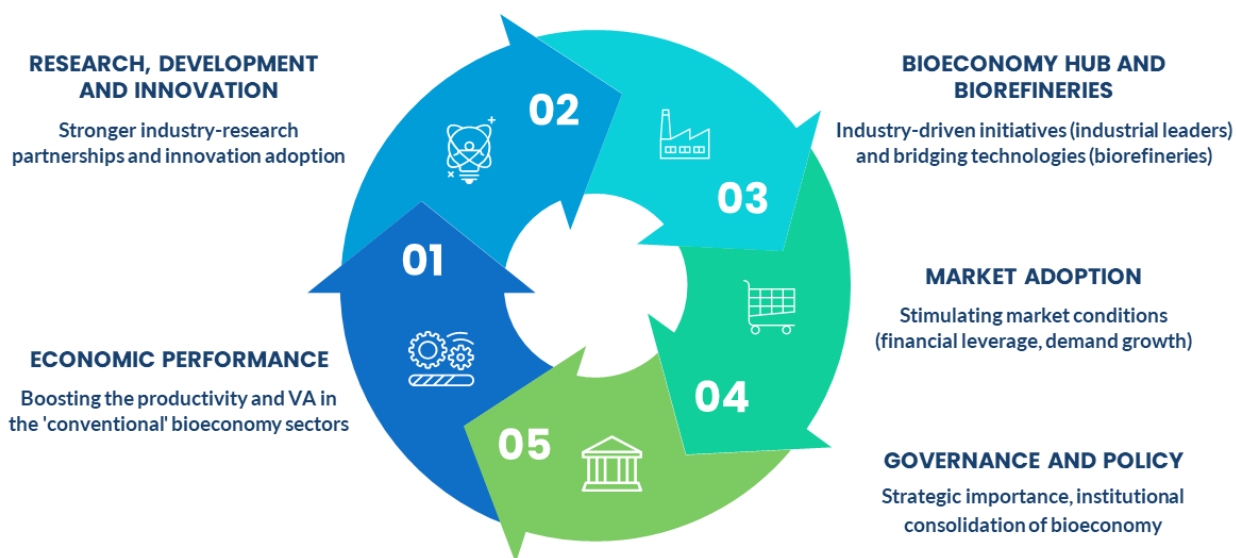 RESEARCH, DEVELOPMENT
AND INNOVATION
Stronger industry-research
partnerships and innovation adoption
02
BIOECONOMY HUB AND
BIOREFINERIES
Industry-driven initiatives (industrial leaders)
and bridging technologies (biorefineries)
03
01
ECONOMIC PERFORMANCE
Boosting the productivity and VA in
the 'conventional' bioeconomy sectors
MARKET ADOPTION
Stimulating market conditions
(financial leverage, demand growth)
04
05
GOVERNANCE AND POLICY
Strategic importance, institutional
consolidation of bioeconomy